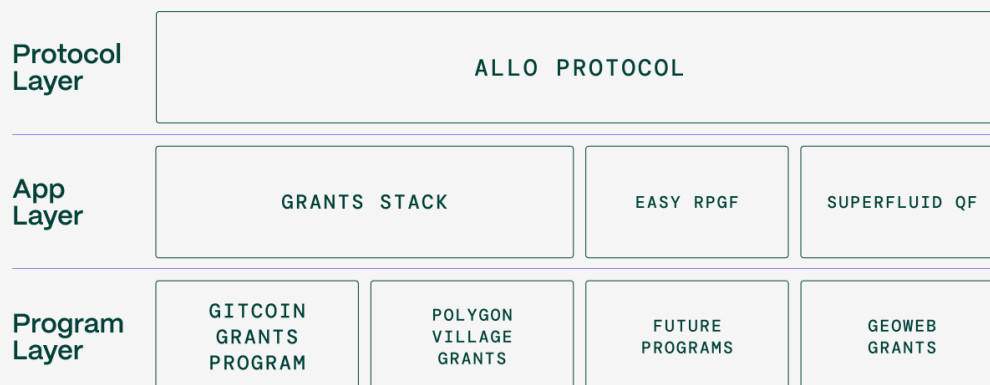 Protocol
Layer
ALLO PROTOCOL
App
Layer
GRANTS STACK
EASY RPGF
SUPERFLUID QF
Program
Layer
GITCOIN
GRANTS
PROGRAM
POLYGON
VILLAGE
GRANTS
FUTURE
PROGRAMS
GEOWEB
GRANTS